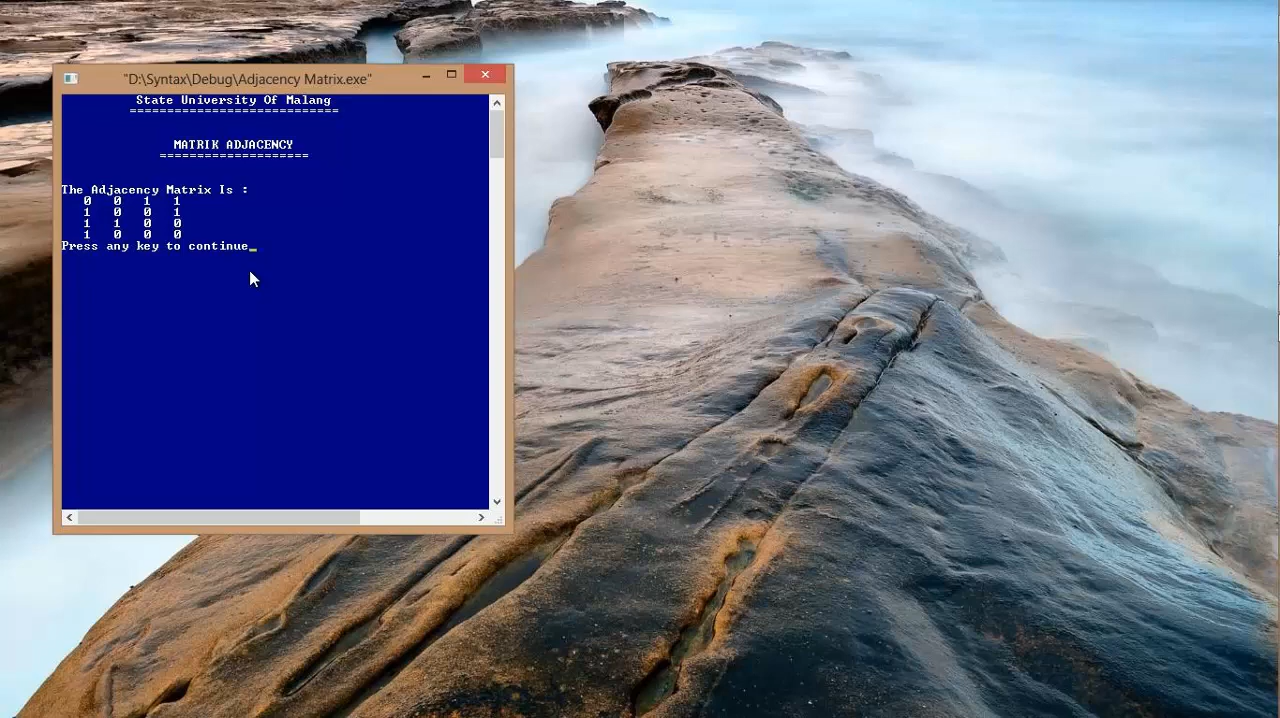 "D:\Syntax\Debug\Adjacency Matrix.exe"
State University Of Malang
============================
MATRIK ADJACENCY
====================
The Adjacency Matrix Is :
0 0 1 1
1 0 0 1
1 1 0 0
1 0 0 0
Press any key to continue_